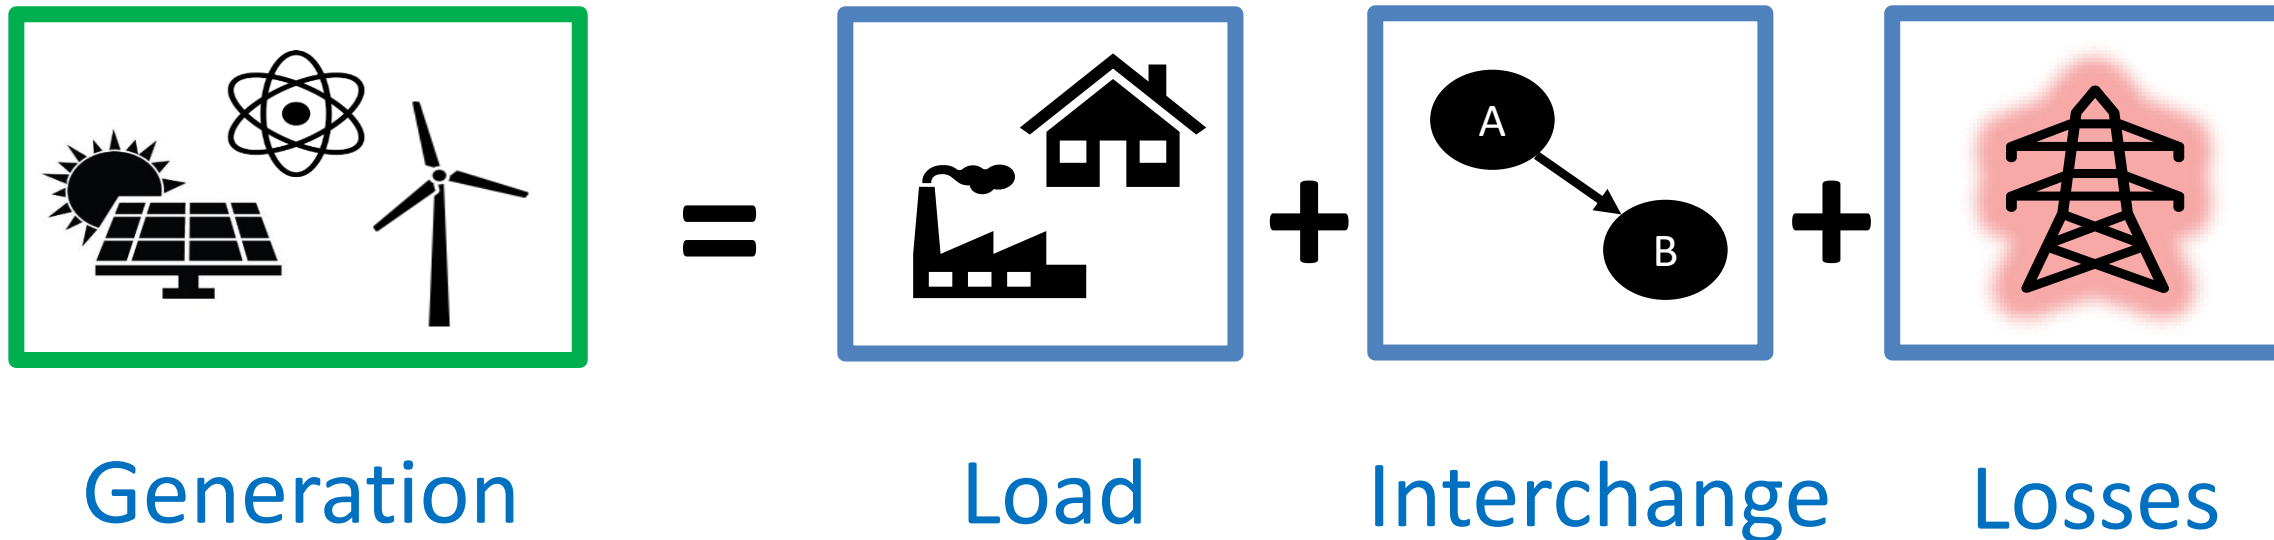 A
B
= + +
Generation Load Interchange Losses